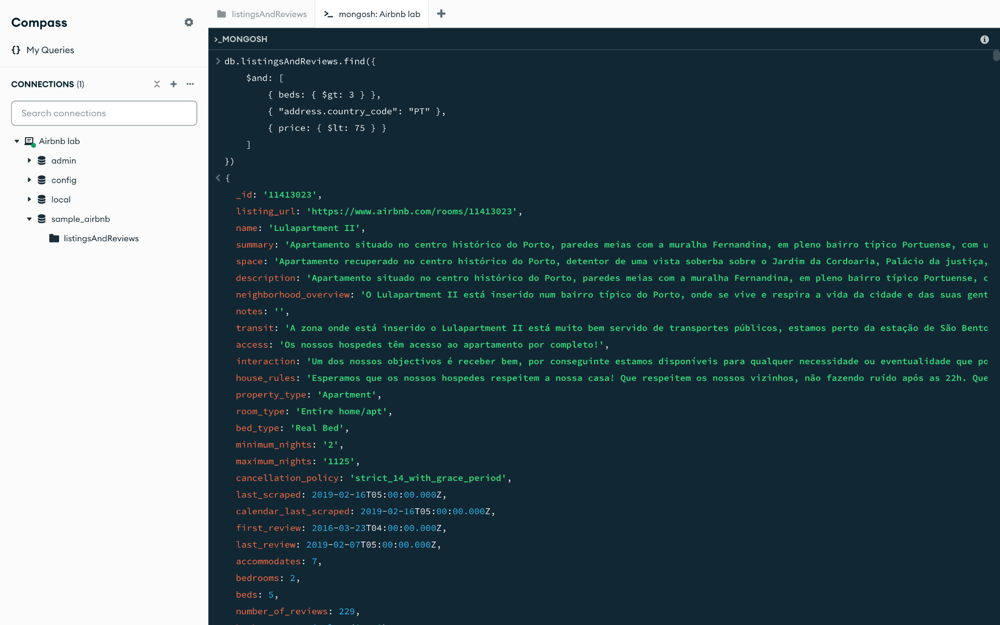 Compass
My Queries
CONNECTIONS (1)
Search connections
Airbnb lab
admin
config
local
sample_airbnb
listingsAndReviews
listingsAndReviews
>_ mongosh: Airbnb lab
>_MONGOSH
db.listingsAndReviews.find({
$and: [
{ beds: { $gt: 3 } },
{ "address.country_code": "PT" },
{ price: { $lt: 75 } }
]
})
{
_id: '11413023',
listing_url: 'https://www.airbnb.com/rooms/11413023',
name: 'Lulapartment II',
summary: 'Apartamento situado no centro histórico do Porto, paredes meias com a muralha Fernandina, em pleno bairro típico Portuense, com u
space: 'Apartamento recuperado no centro histórico do Porto, detentor de uma vista soberba sobre o Jardim da Cordoaria, Palácio da justiça,
description: 'Apartamento situado no centro histórico do Porto, paredes meias com a muralha Fernandina, em pleno bairro típico Portuense, c
neighborhood_overview: 'O Lulapartment II está inserido num bairro típico do Porto, onde se vive e respira a vida da cidade e das suas gent
notes: '',
transit: 'A zona onde está inserido o Lulapartment II está muito bem servido de transportes públicos, estamos perto da estação de São Bento
access: 'Os nossos hospedes têm acesso ao apartamento por completo!',
interaction: 'Um dos nossos objectivos é receber bem, por conseguinte estamos disponíveis para qualquer necessidade ou eventualidade que po
house_rules: 'Esperamos que os nossos hospedes respeitem a nossa casa! Que respeitem os nossos vizinhos, não fazendo ruído após as 22h. Que
property_type: 'Apartment',
room_type: 'Entire home/apt',
bed_type: 'Real Bed',
minimum_nights: '2',
maximum_nights: '1125',
cancellation_policy: 'strict_14_with_grace_period',
last_scraped: 2019-02-16T05:00:00.000Z,
calendar_last_scraped: 2019-02-16T05:00:00.000Z,
first_review: 2016-03-23T04:00:00.000Z,
last_review: 2019-02-07T05:00:00.000Z,
accommodates: 7,
bedrooms: 2,
beds: 5,
number_of_reviews: 229,